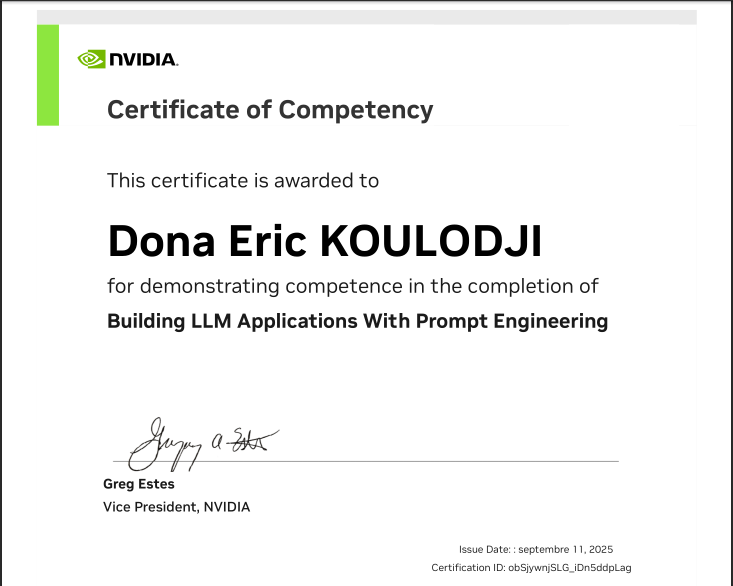 NVIDIA.
Certificate of Competency
This certificate is awarded to
Dona Eric KOULODJI
for demonstrating competence in the completion of
Building LLM Applications With Prompt Engineering
Greg Estes
Vice President, NVIDIA
Issue Date: : septembre 11, 2025
Certification ID: obSjywnjSLG_iDn5ddpLag